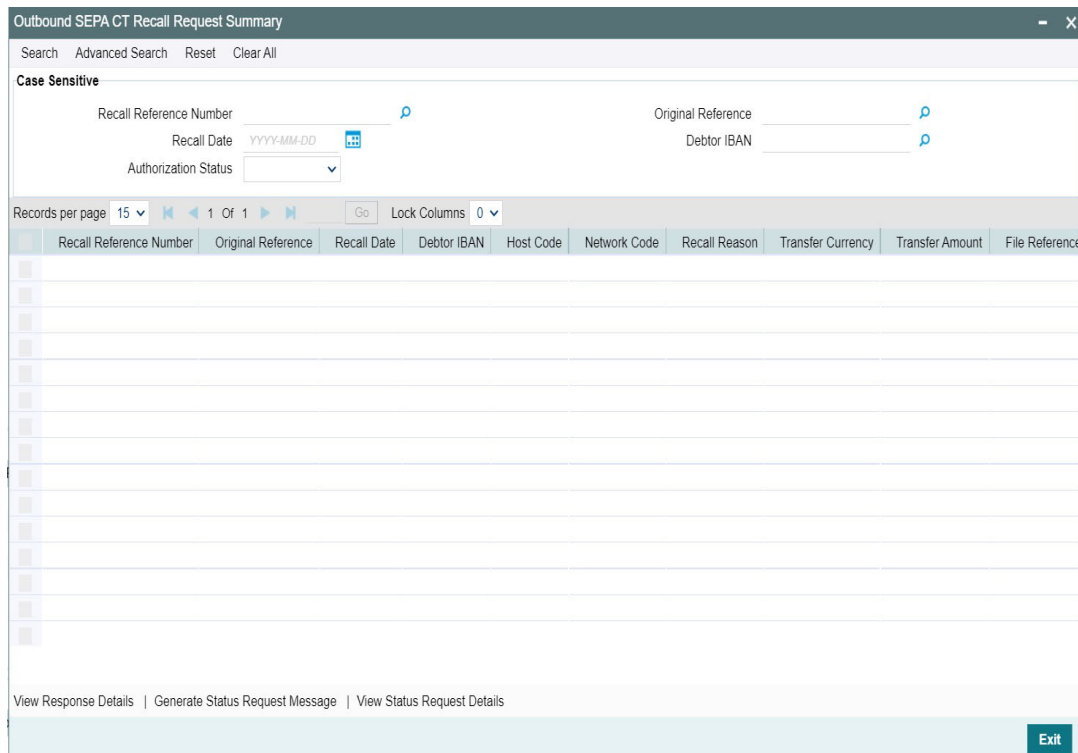 Outbound SEPA CT Recall Request Summary
Search Advanced Search Reset Clear All
Case Sensitive
Recall Reference Number Original Reference
Recall Date YYYY-MM-DD Debtor IBAN
Authorization Status
Records per page 15 1 Of 1 Go Lock Columns 0
Recall Reference Number Original Reference Recall Date Debtor IBAN Host Code Network Code Recall Reason Transfer Currency Transfer Amount File Reference
View Response Details | Generate Status Request Message | View Status Request Details
Exit